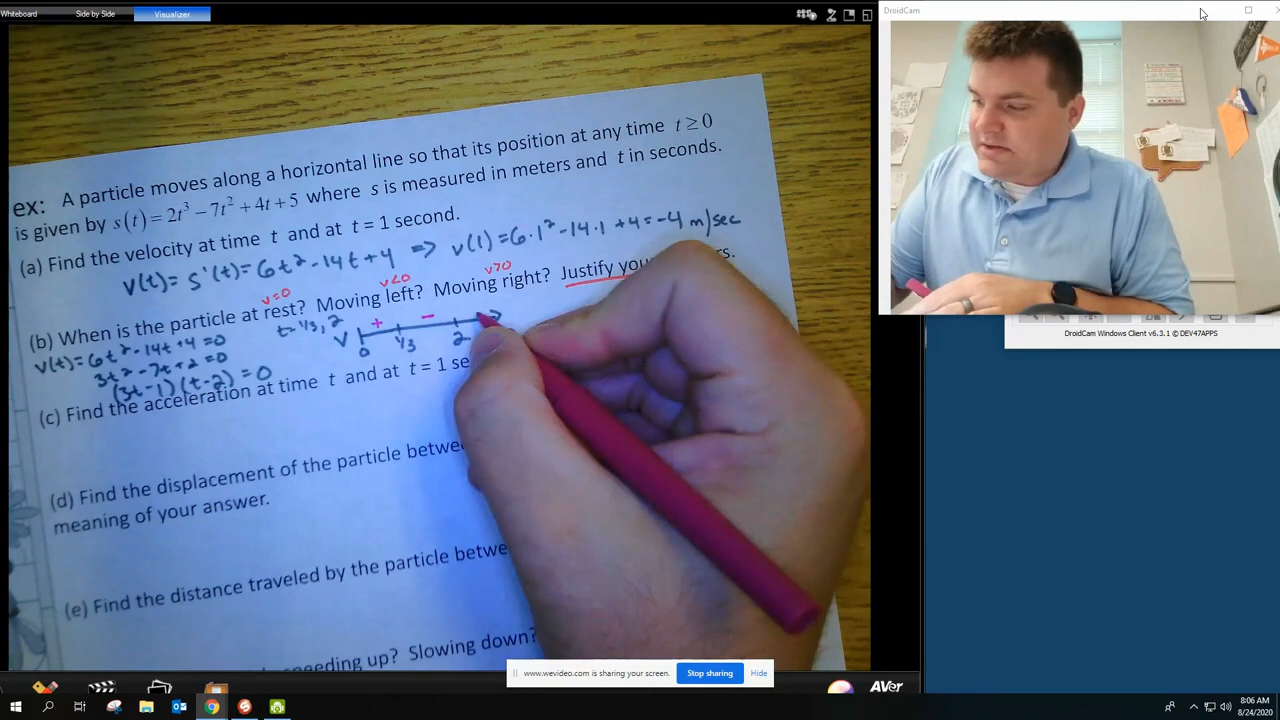 Whiteboard
Side by Side
Visualizer
DroidCam
ex: A particle moves along a horizontal line so that its position at any time t ≥ 0
is given by s(t) = 2t³ − 7t² + 4t + 5 where s is measured in meters and t in seconds.
(a) Find the velocity at time t and at t = 1 second.
v(t) = s'(t) = 6t² - 14t + 4 => v(1) = 6·1² - 14·1 + 4 = -4 m/sec
v=0 v<0 v>0
(b) When is the particle at rest? Moving left? Moving right? Justify you rs.
t = 1/3, 2
+ −
v 0 1/3 2
v(t) = 6t² - 14t + 4 = 0
3t² - 7t + 2 = 0
(3t - 1)(t - 2) = 0
(c) Find the acceleration at time t and at t = 1 se
(d) Find the displacement of the particle betwe
meaning of your answer.
(e) Find the distance traveled by the particle betwe
speeding up? Slowing down?
DroidCam Windows Client v6.3.1 © DEV47APPS
www.wevideo.com is sharing your screen.
Stop sharing
Hide
AVer
8:06 AM
8/24/2020